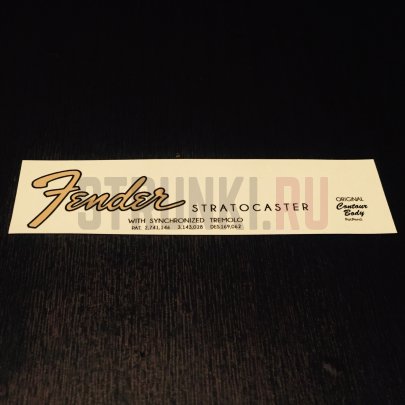 Fender STRATOCASTER
WITH SYNCHRONIZED TREMOLO
PAT. 2,741,146 3,143,028 DES.169,062
ORIGINAL
Contour
Body
STRUNKI.RU